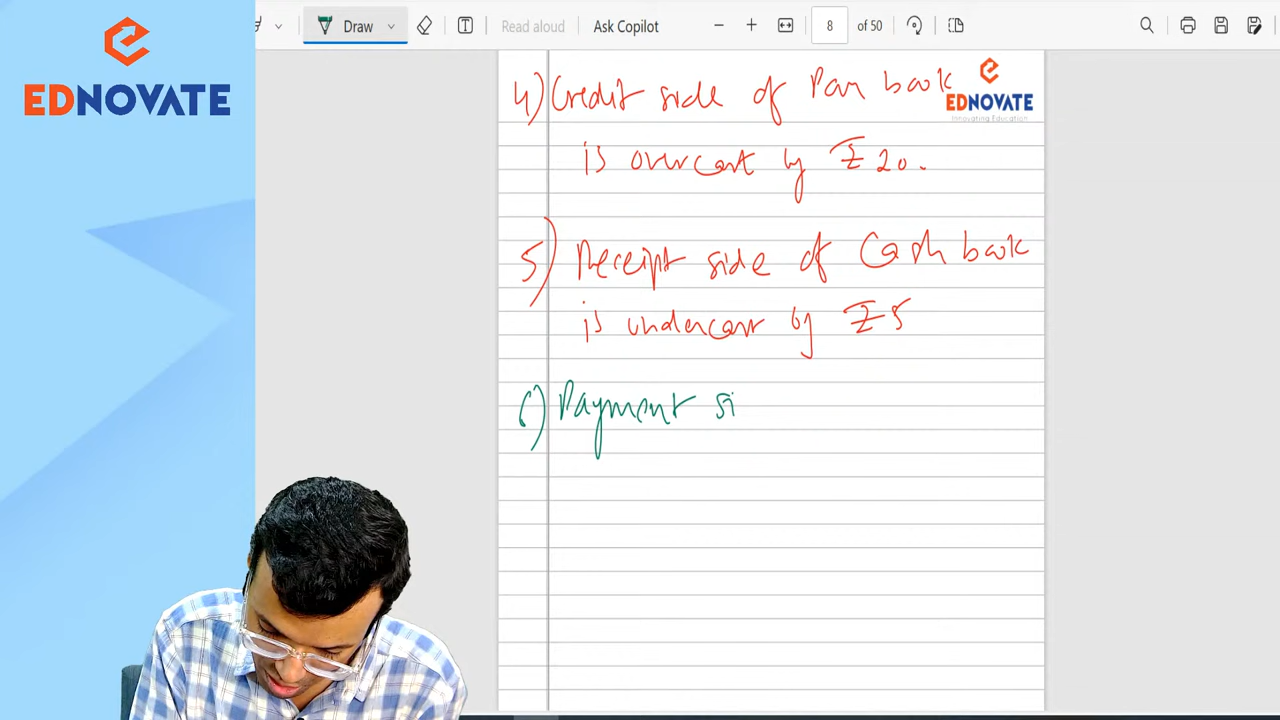 Draw
Read aloud
Ask Copilot
8
of 50
EDNOVATE
EDNOVATE
Innovating Education
4) Credit side of Pass book
is overcast by ₹20.
5) Receipt side of Cash book
is undercast by ₹5
6) Payment si